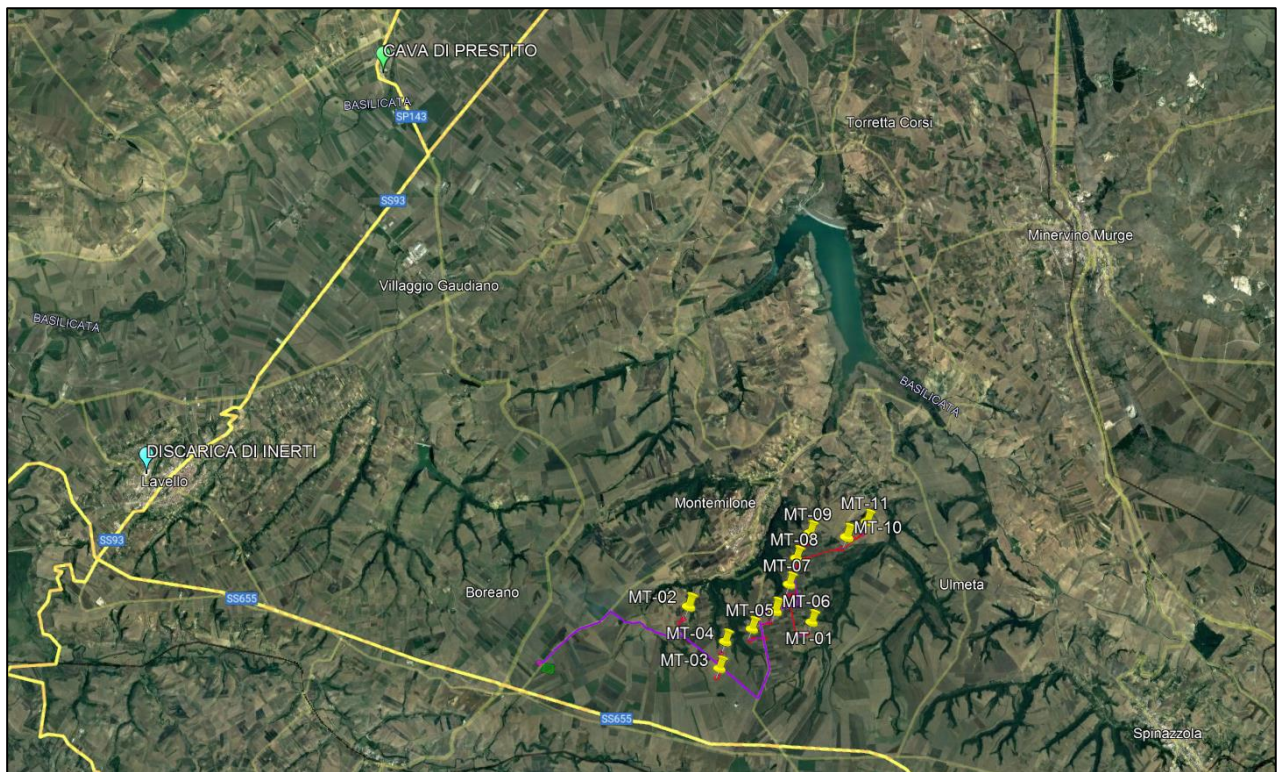 CAVA DI PRESTITO
BASILICATA
SP143
Torretta Corsi
SS93
Minervino Murge
Villaggio Gaudiano
BASILICATA
BASILICATA
DISCARICA DI INERTI
Lavello
Montemilone
MT-11
MT-09
MT-10
SS93
MT-08
MT-07
Ulmeta
Boreano
SS655
MT-02
MT-06
MT-05
MT-04
MT-01
MT-03
SS655
Spinazzola